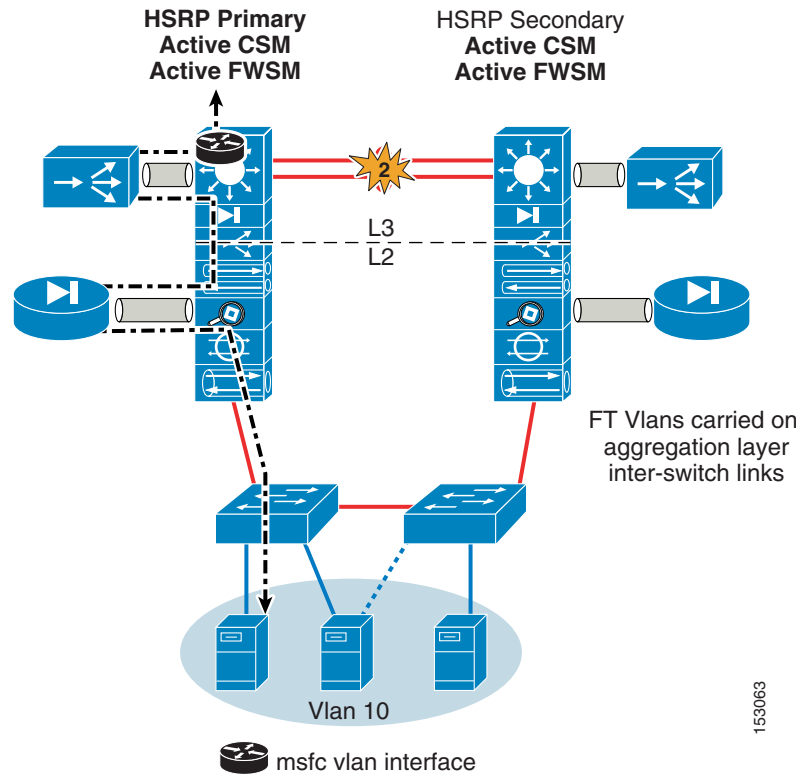 HSRP Primary
Active CSM
Active FWSM
HSRP Secondary
Active CSM
Active FWSM
2
L3
L2
FT Vlans carried on
aggregation layer
inter-switch links
Vlan 10
153063
msfc vlan interface